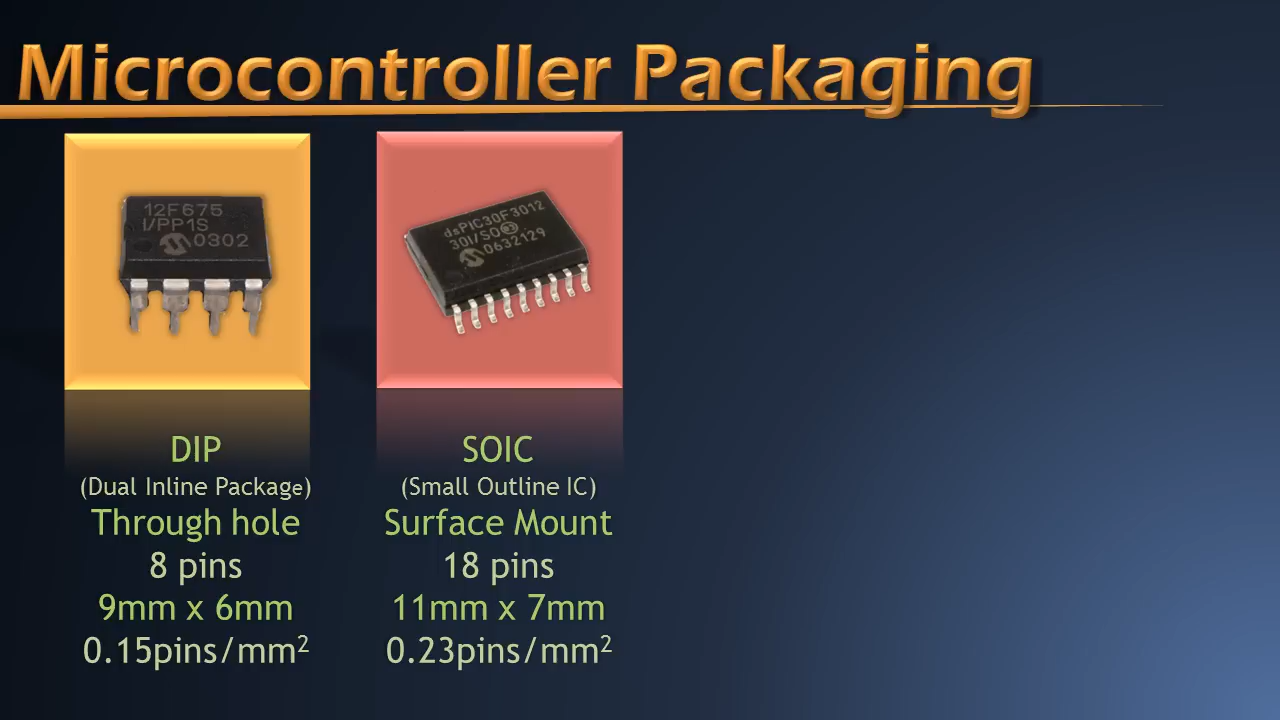 Microcontroller Packaging
12F675
I/PP1S
0302
dsPIC30F3012
30I/SO e3
0632129
DIP
(Dual Inline Package)
Through hole
8 pins
9mm x 6mm
0.15pins/mm²
SOIC
(Small Outline IC)
Surface Mount
18 pins
11mm x 7mm
0.23pins/mm²